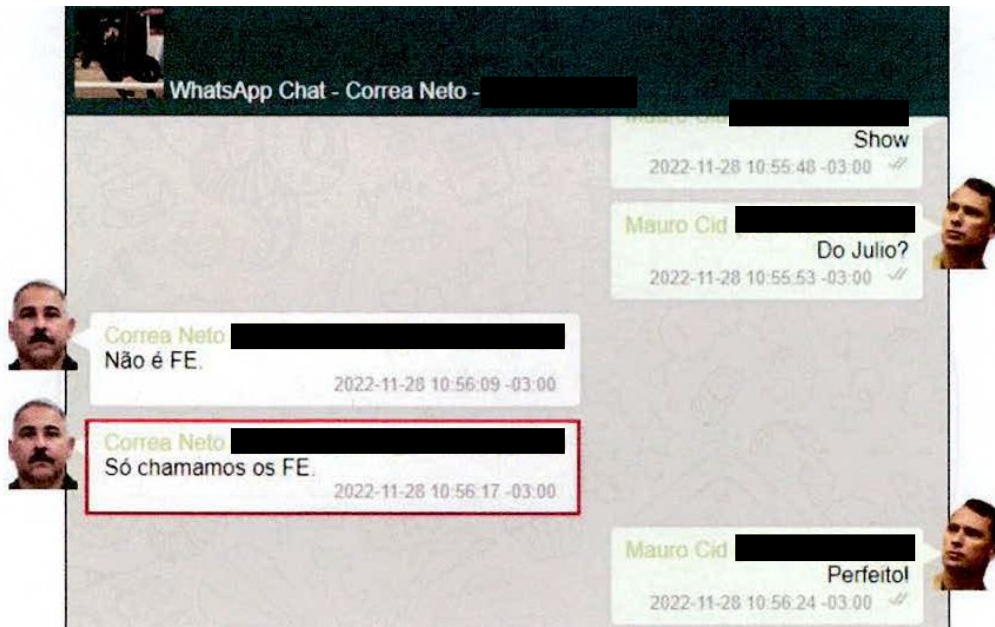 WhatsApp Chat - Correa Neto -
Show
2022-11-28 10:55:48 -03:00
Mauro Cid
Do Julio?
2022-11-28 10:55:53 -03:00
Correa Neto
Não é FE.
2022-11-28 10:56:09 -03:00
Correa Neto
Só chamamos os FE.
2022-11-28 10:56:17 -03:00
Mauro Cid
Perfeito!
2022-11-28 10:56:24 -03:00